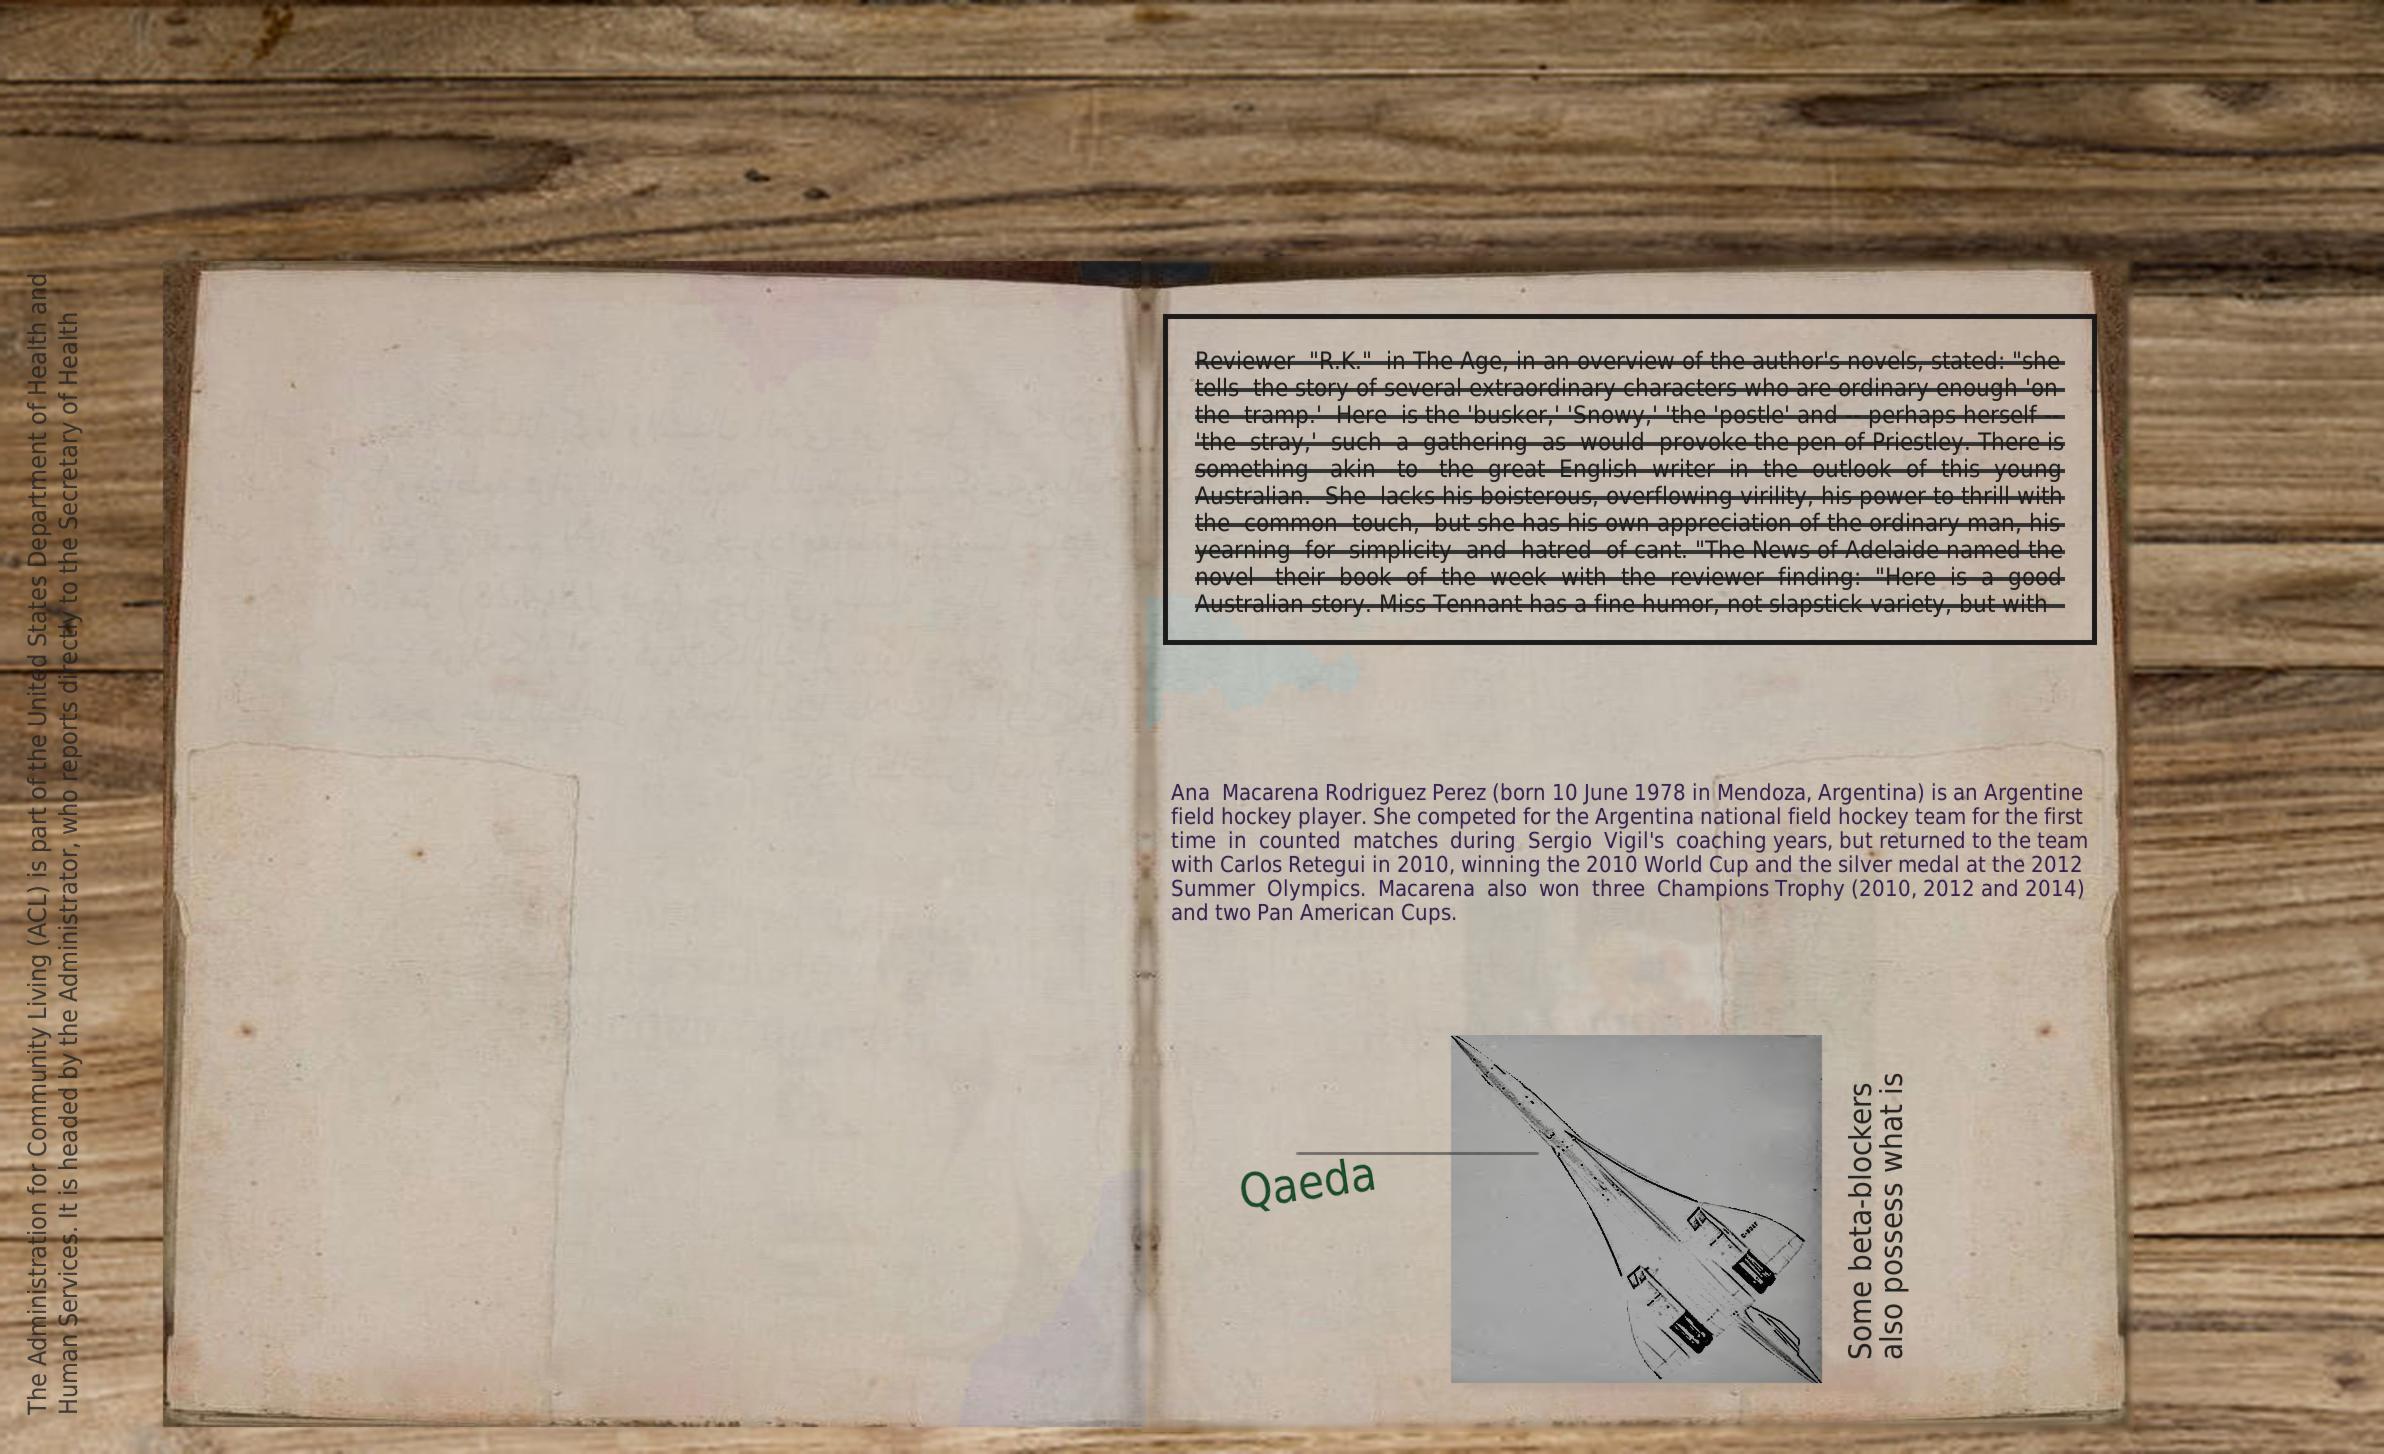 The Administration for Community Living (ACL) is part of the United States Department of Health and
Human Services. It is headed by the Administrator, who reports directly to the Secretary of Health
Reviewer "R.K." in The Age, in an overview of the author's novels, stated: "she
tells the story of several extraordinary characters who are ordinary enough 'on
the tramp.' Here is the 'busker,' 'Snowy,' 'the 'postle' and -- perhaps herself --
'the stray,' such a gathering as would provoke the pen of Priestley. There is
something akin to the great English writer in the outlook of this young
Australian. She lacks his boisterous, overflowing virility, his power to thrill with
the common touch, but she has his own appreciation of the ordinary man, his
yearning for simplicity and hatred of cant. "The News of Adelaide named the
novel their book of the week with the reviewer finding: "Here is a good
Australian story. Miss Tennant has a fine humor, not slapstick variety, but with
Ana Macarena Rodriguez Perez (born 10 June 1978 in Mendoza, Argentina) is an Argentine
field hockey player. She competed for the Argentina national field hockey team for the first
time in counted matches during Sergio Vigil's coaching years, but returned to the team
with Carlos Retegui in 2010, winning the 2010 World Cup and the silver medal at the 2012
Summer Olympics. Macarena also won three Champions Trophy (2010, 2012 and 2014)
and two Pan American Cups.
Qaeda
Some beta-blockers
also possess what is